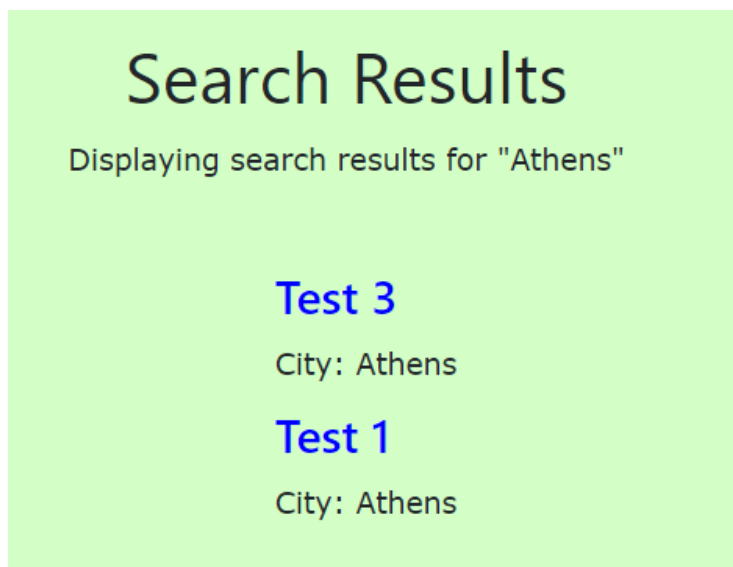 Search Results
Displaying search results for "Athens"
Test 3
City: Athens
Test 1
City: Athens